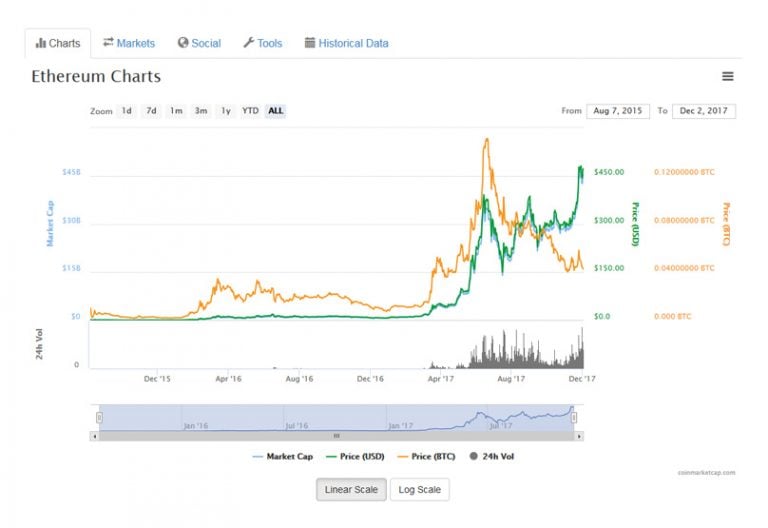 Charts Markets Social Tools Historical Data
Ethereum Charts
Zoom 1d 7d 1m 3m 1y YTD ALL From Aug 7, 2015 To Dec 2, 2017
$45B $450.00 0.12000000 BTC
$30B $300.00 0.08000000 BTC
$15B $150.00 0.04000000 BTC
$0 $0.0 0.000 BTC
Market Cap
Price (USD)
Price (BTC)
24h Vol
0
Dec '15 Apr '16 Aug '16 Dec '16 Apr '17 Aug '17 Dec '17
Jan '16 Jul '16 Jan '17 Jul '17
Market Cap Price (USD) Price (BTC) 24h Vol
coinmarketcap.com
Linear Scale Log Scale